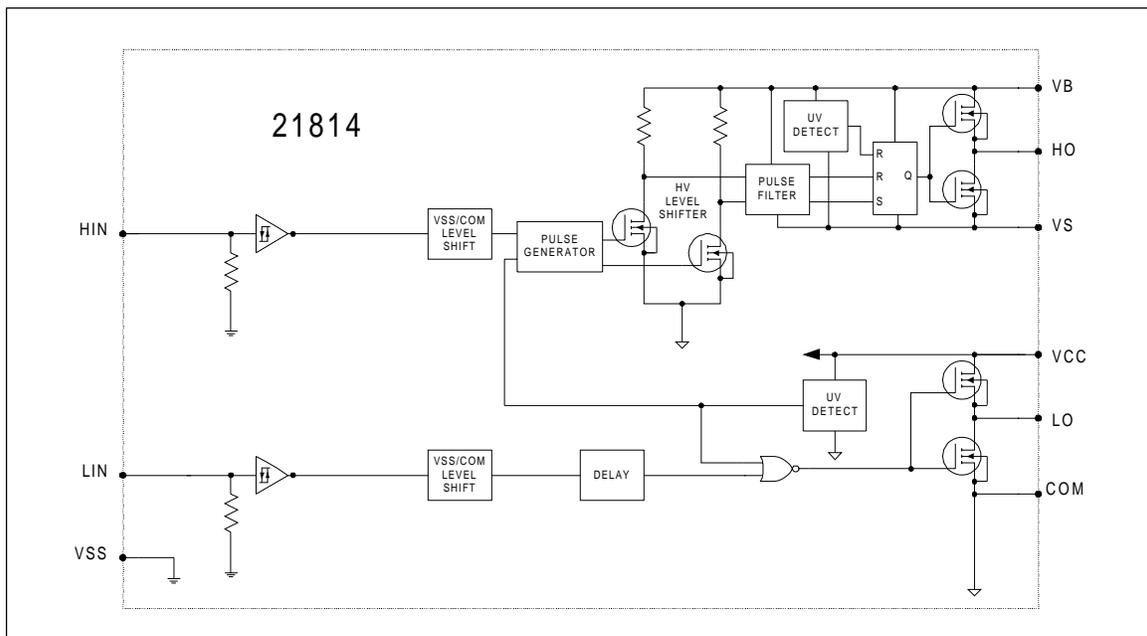 21814
VB
UV
DETECT
HO
R
R
Q
S
PULSE
FILTER
HV
LEVEL
SHIFTER
VS
HIN
VSS/COM
LEVEL
SHIFT
PULSE
GENERATOR
VCC
UV
DETECT
LO
LIN
VSS/COM
LEVEL
SHIFT
DELAY
COM
VSS